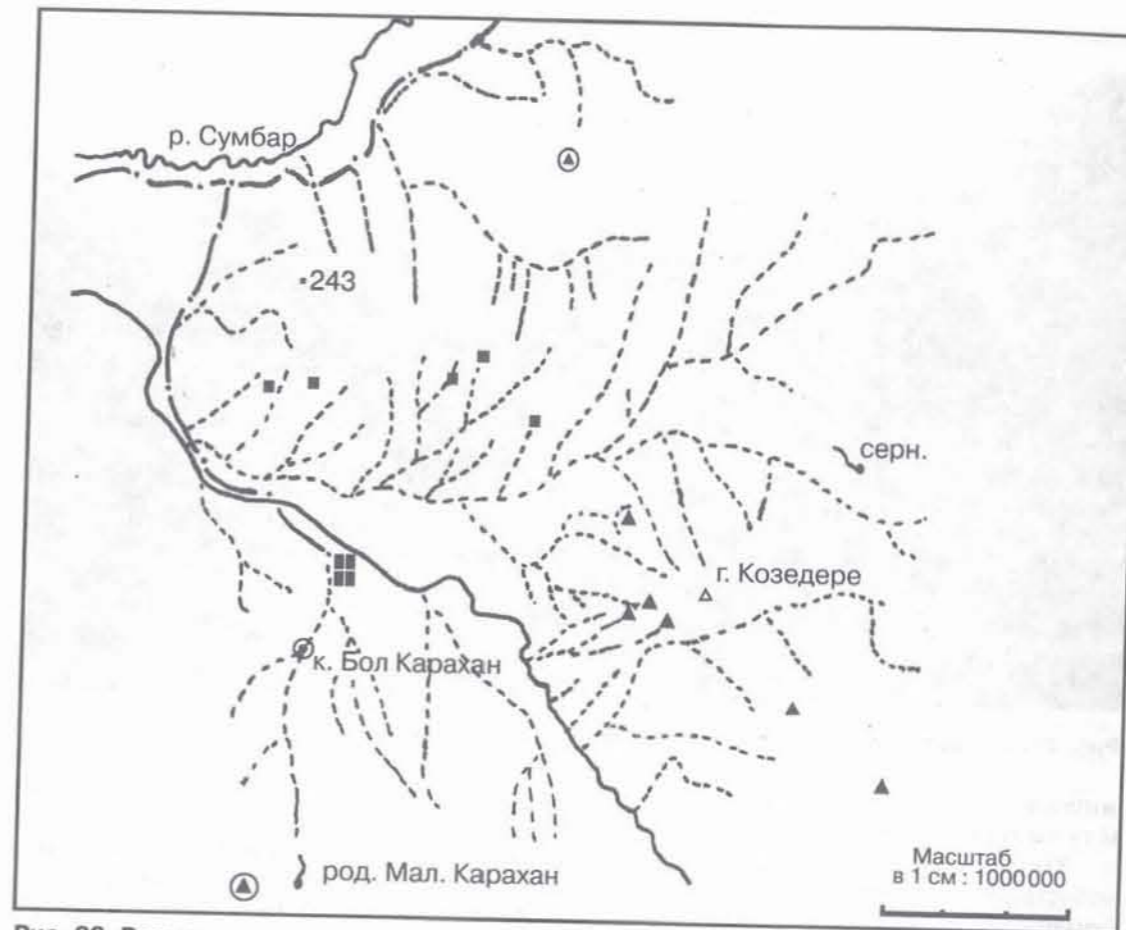 р. Сумбар
243
серн.
г. Козедере
к. Бол Карахан
род. Мал. Карахан
Масштаб
в 1 см : 1000000